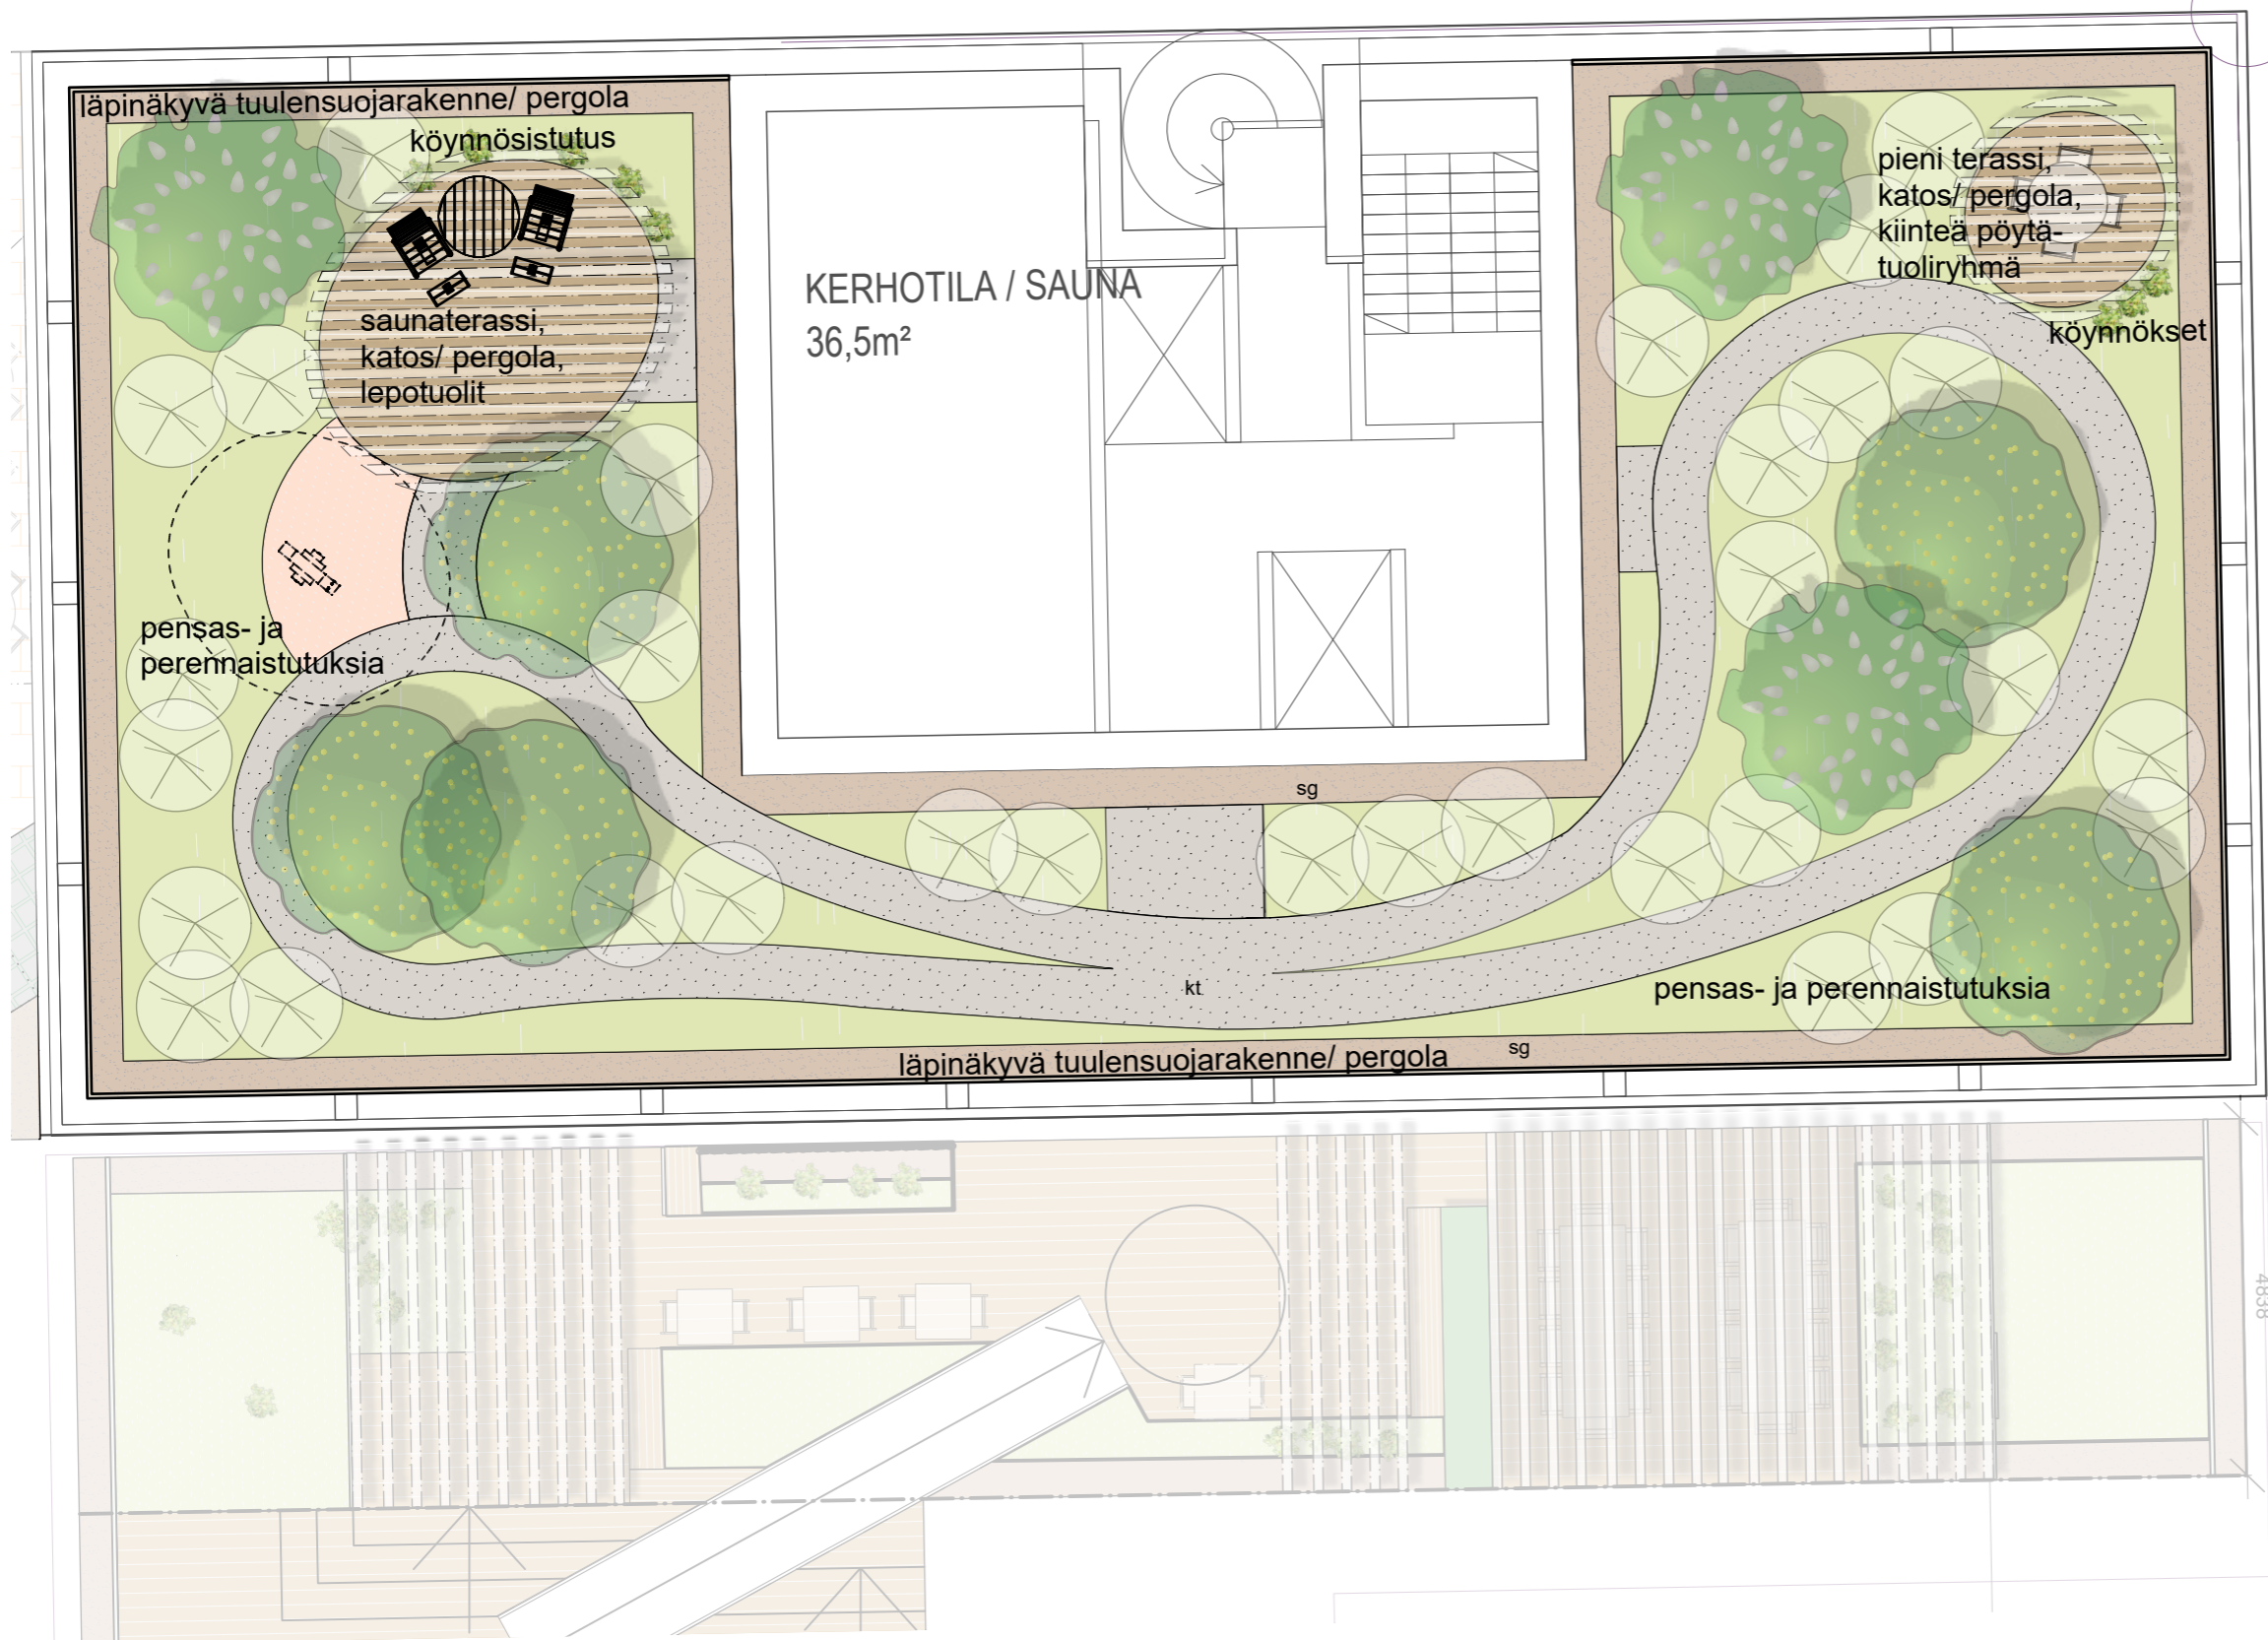 läpinäkyvä tuulensuojarakenne/ pergola
köynnösistutus
saunaterassi,
katos/ pergola,
lepotuolit
KERHOTILA / SAUNA
36,5m²
pieni terassi,
katos/ pergola,
kiinteä pöytä-
tuoliryhmä
köynnökset
pensas- ja
perennaistutuksia
sg
kt
pensas- ja perennaistutuksia
läpinäkyvä tuulensuojarakenne/ pergola
sg
4838